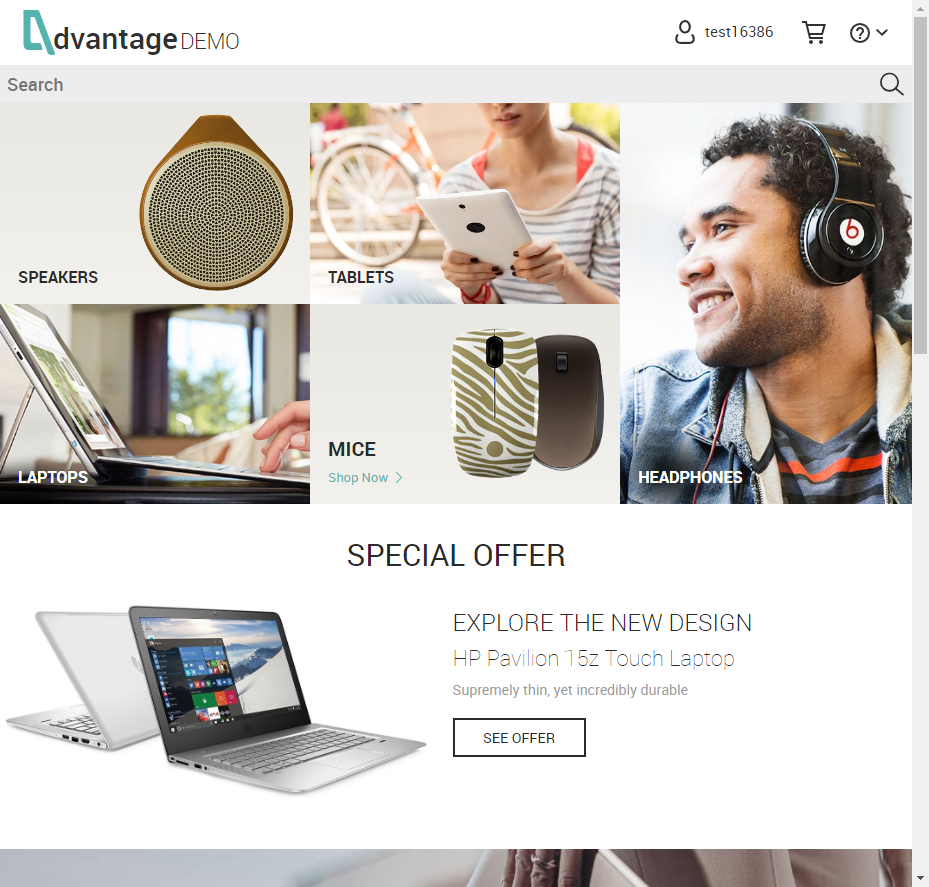 dvantage DEMO
test16386
Search
SPEAKERS
TABLETS
LAPTOPS
MICE
Shop Now
HEADPHONES
SPECIAL OFFER
EXPLORE THE NEW DESIGN
HP Pavilion 15z Touch Laptop
Supremely thin, yet incredibly durable
SEE OFFER